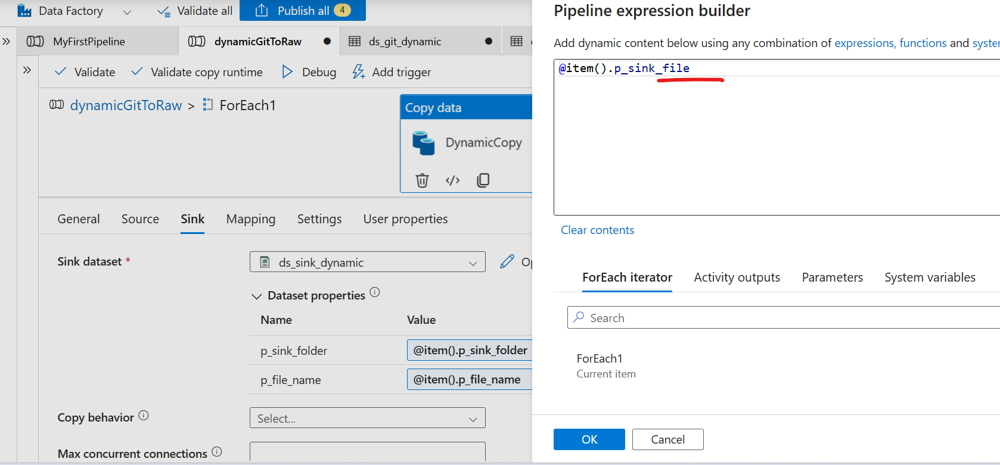 Data Factory
Validate all
Publish all 4
MyFirstPipeline
dynamicGitToRaw
ds_git_dynamic
Validate
Validate copy runtime
Debug
Add trigger
dynamicGitToRaw > ForEach1
Copy data
DynamicCopy
General
Source
Sink
Mapping
Settings
User properties
Sink dataset *
ds_sink_dynamic
Dataset properties
Name Value
p_sink_folder @item().p_sink_folder
p_file_name @item().p_file_name
Copy behavior
Select...
Max concurrent connections
Pipeline expression builder
Add dynamic content below using any combination of expressions, functions and
@item().p_sink_file
Clear contents
ForEach iterator
Activity outputs
Parameters
System variables
Search
ForEach1
Current item
OK
Cancel